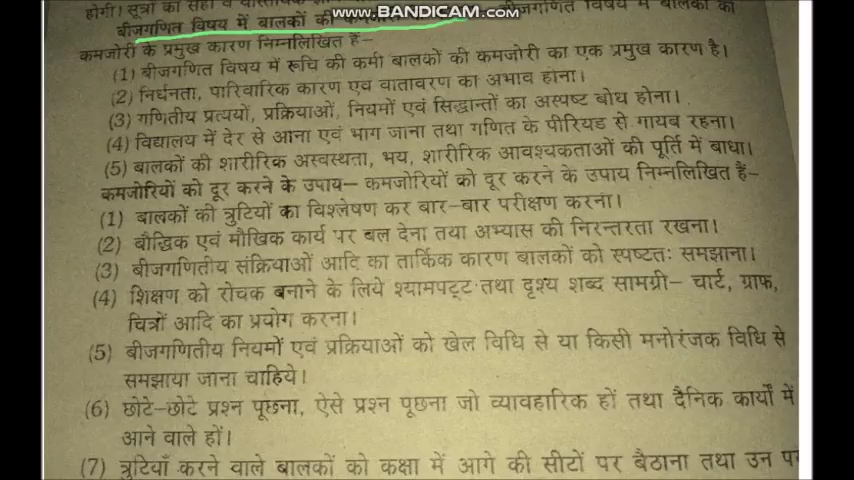 होगी। सूत्रों का सही व
www.BANDICAM.com
बीजगणित विषय में बालकों की बीजगणित विषय में बालकों की
कमजोरी के प्रमुख कारण निम्नलिखित हैं–
(1) बीजगणित विषय में रूचि की कमी बालकों की कमजोरी का एक प्रमुख कारण है।
(2) निर्धनता, पारिवारिक कारण एव वातावरण का अभाव होना।
(3) गणितीय प्रत्ययों, प्रक्रियाओं, नियमों एवं सिद्धान्तों का अस्पष्ट बोध होना।
(4) विद्यालय में देर से आना एवं भाग जाना तथा गणित के पीरियड से गायब रहना।
(5) बालकों की शारीरिक अस्वस्थता, भय, शारीरिक आवश्यकताओं की पूर्ति में बाधा।
कमजोरियों को दूर करने के उपाय– कमजोरियों को दूर करने के उपाय निम्नलिखित हैं–
(1) बालकों की त्रुटियों का विश्लेषण कर बार–बार परीक्षण करना।
(2) बौद्धिक एवं मौखिक कार्य पर बल देना तथा अभ्यास की निरन्तरता रखना।
(3) बीजगणितीय संक्रियाओं आदि का तार्किक कारण बालकों को स्पष्टतः समझाना।
(4) शिक्षण को रोचक बनाने के लिये श्यामपट्ट तथा दृश्य शब्द सामग्री– चार्ट, ग्राफ,
चित्रों आदि का प्रयोग करना।
(5) बीजगणितीय नियमों एवं प्रक्रियाओं को खेल विधि से या किसी मनोरंजक विधि से
समझाया जाना चाहिये।
(6) छोटे–छोटे प्रश्न पूछना, ऐसे प्रश्न पूछना जो व्यावहारिक हों तथा दैनिक कार्यों में
आने वाले हों।
(7) त्रुटियाँ करने वाले बालकों को कक्षा में आगे की सीटों पर बैठाना तथा उन पर